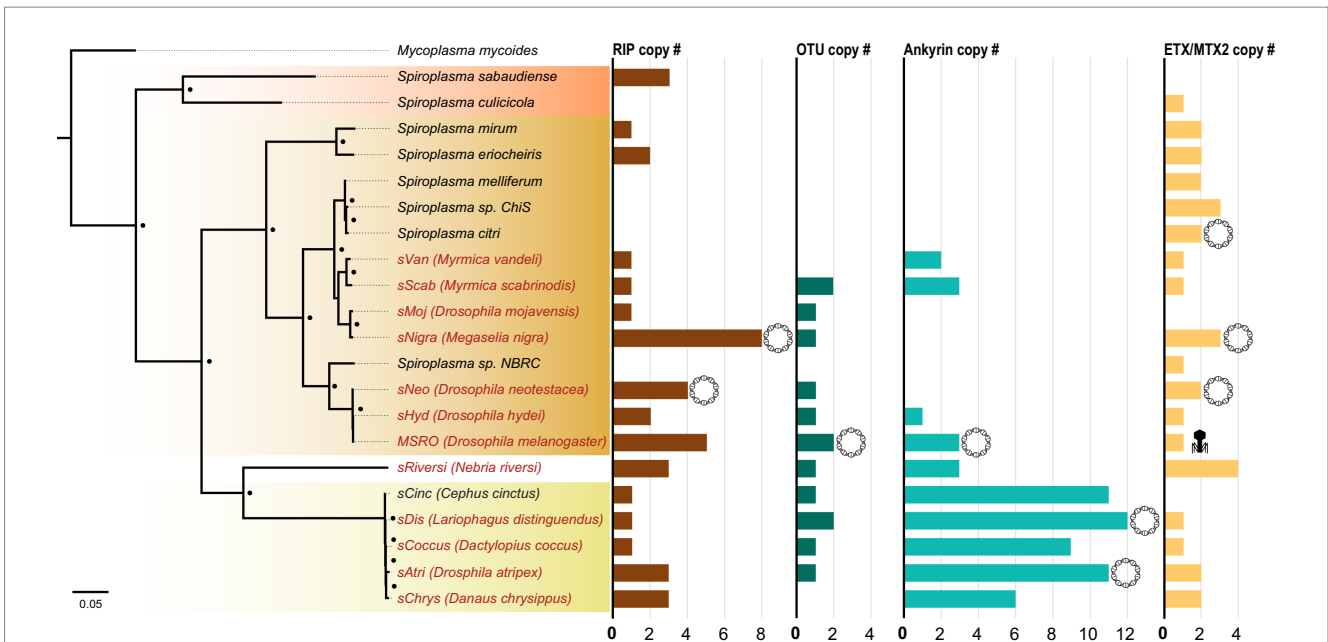 RIP copy # OTU copy # Ankyrin copy # ETX/MTX2 copy #
Mycoplasma mycoides
Spiroplasma sabaudiense
Spiroplasma culicicola
Spiroplasma mirum
Spiroplasma eriocheiris
Spiroplasma melliferum
Spiroplasma sp. ChiS
Spiroplasma citri
sVan (Myrmica vandeli)
sScab (Myrmica scabrinodis)
sMoj (Drosophila mojavensis)
sNigra (Megaselia nigra)
Spiroplasma sp. NBRC
sNeo (Drosophila neotestacea)
sHyd (Drosophila hydei)
MSRO (Drosophila melanogaster)
sRiversi (Nebria riversi)
sCinc (Cephus cinctus)
sDis (Lariophagus distinguendus)
sCoccus (Dactylopius coccus)
sAtri (Drosphila atripex)
sChrys (Danaus chrysippus)
0.05
0 2 4 6 8 0 2 4 0 2 4 6 8 10 12 0 2 4